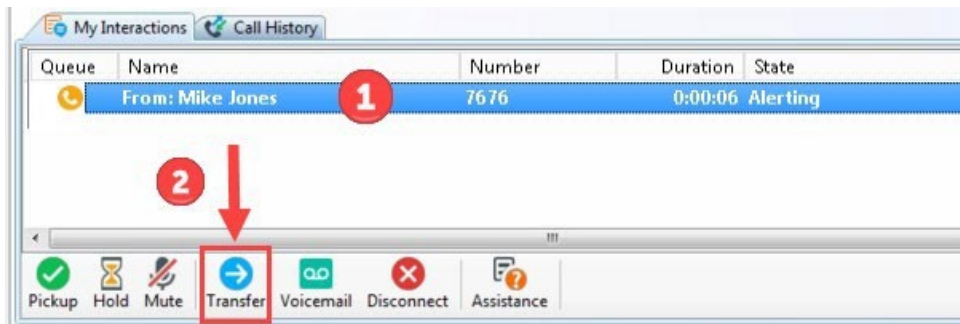 My Interactions Call History
Queue Name Number Duration State
From: Mike Jones 1 7676 0:00:06 Alerting
2
Pickup Hold Mute Transfer Voicemail Disconnect Assistance